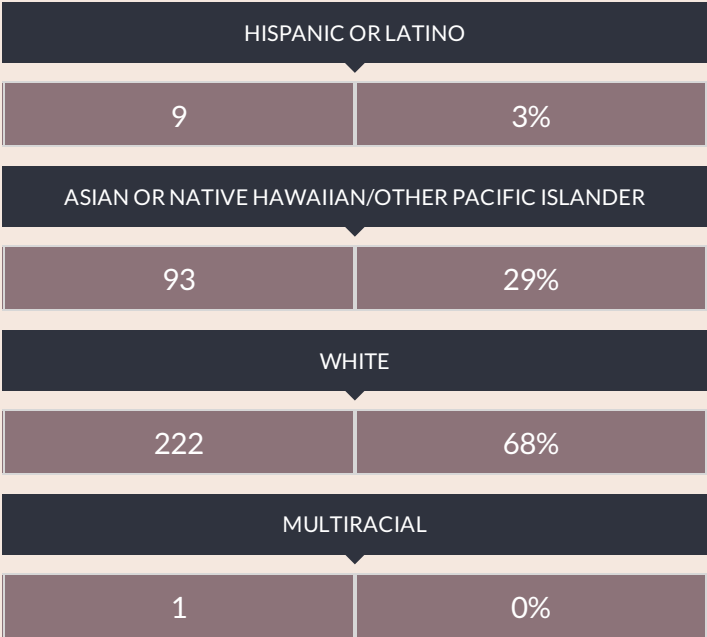 HISPANIC OR LATINO
9 3%
ASIAN OR NATIVE HAWAIIAN/OTHER PACIFIC ISLANDER
93 29%
WHITE
222 68%
MULTIRACIAL
1 0%